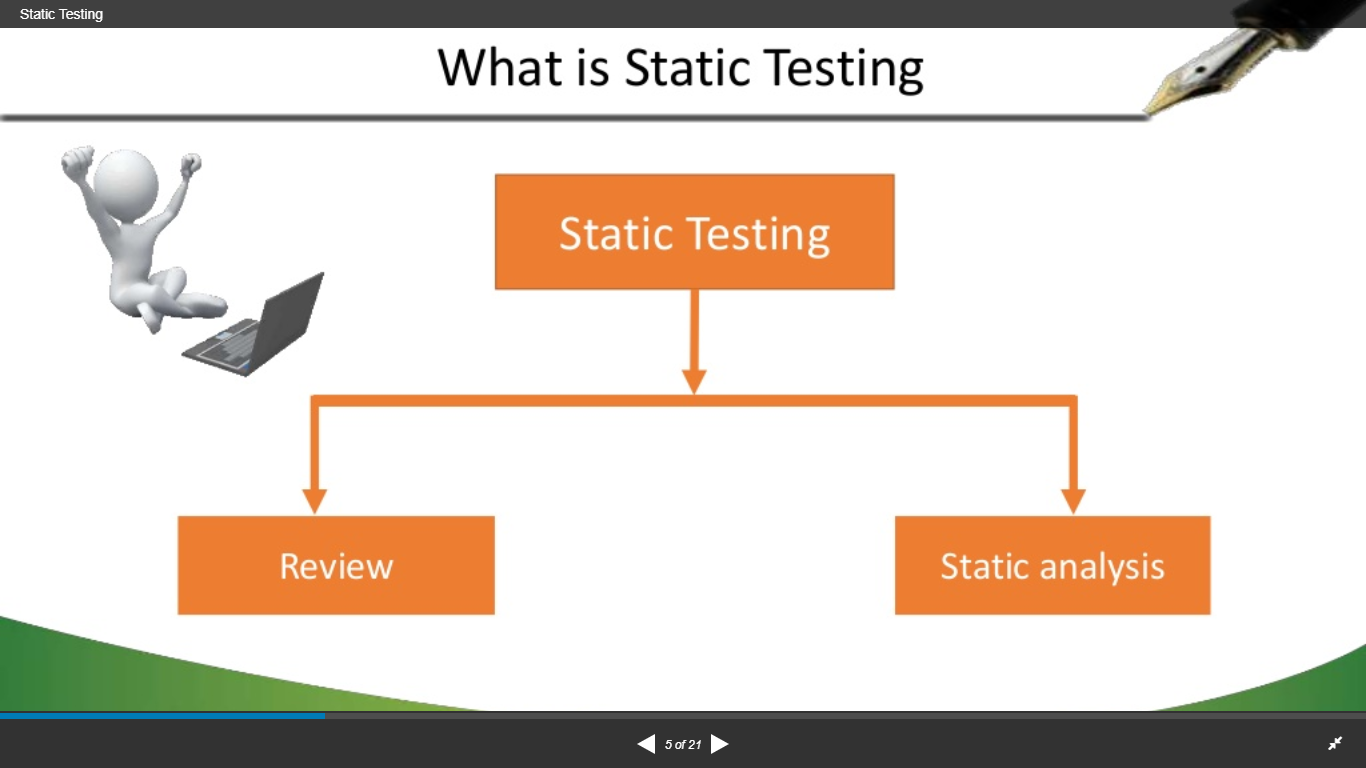 Static Testing
What is Static Testing
Static Testing
Review
Static analysis
5 of 21